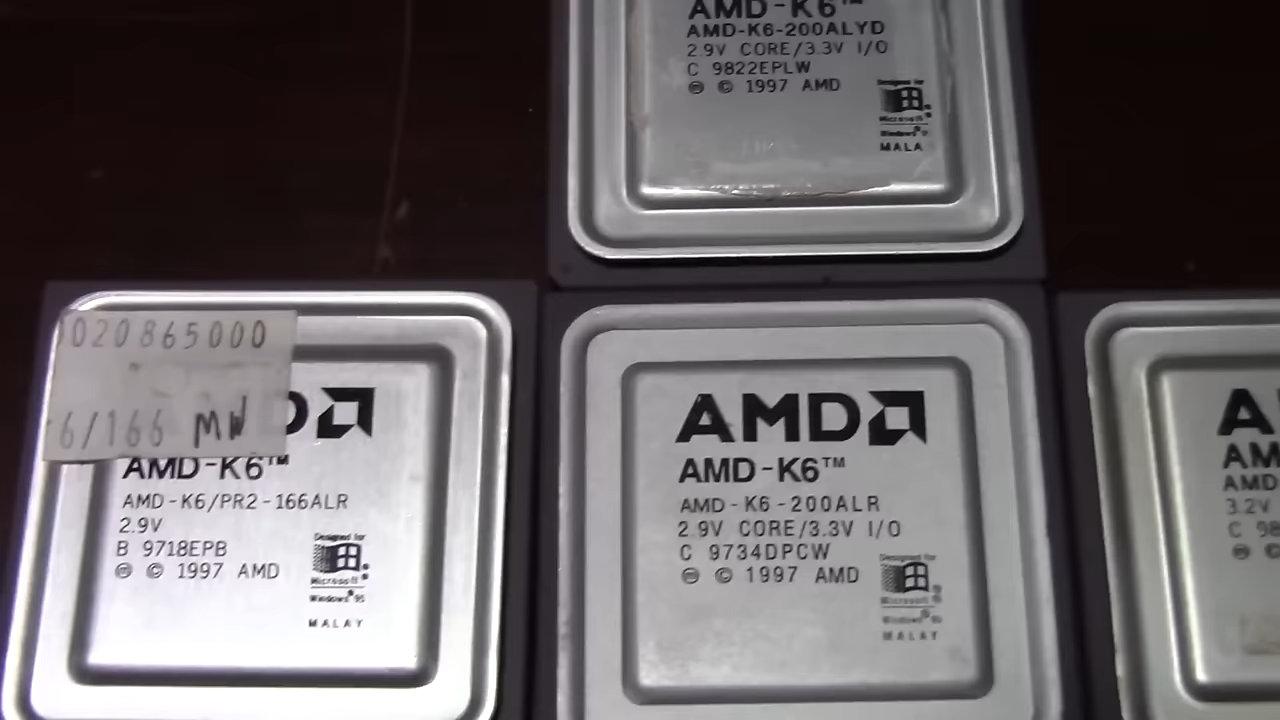 AMD-K6™
AMD-K6-200ALYD
2.9V CORE/3.3V I/O
C 9822EPLW
ⓜ © 1997 AMD
Designed for
Microsoft®
MALA
020865000
6/166 MW
D
AMD-K6™
AMD-K6/PR2-166ALR
2.9V
B 9718EPB
ⓜ © 1997 AMD
Designed for
Microsoft®
Windows®95
MALAY
AMD
AMD-K6™
AMD-K6-200ALR
2.9V CORE/3.3V I/O
C 9734DPCW
ⓜ © 1997 AMD
Designed for
Microsoft®
Windows®95
MALAY
A
AM
AMD
3.2V
C 98
ⓜ ©